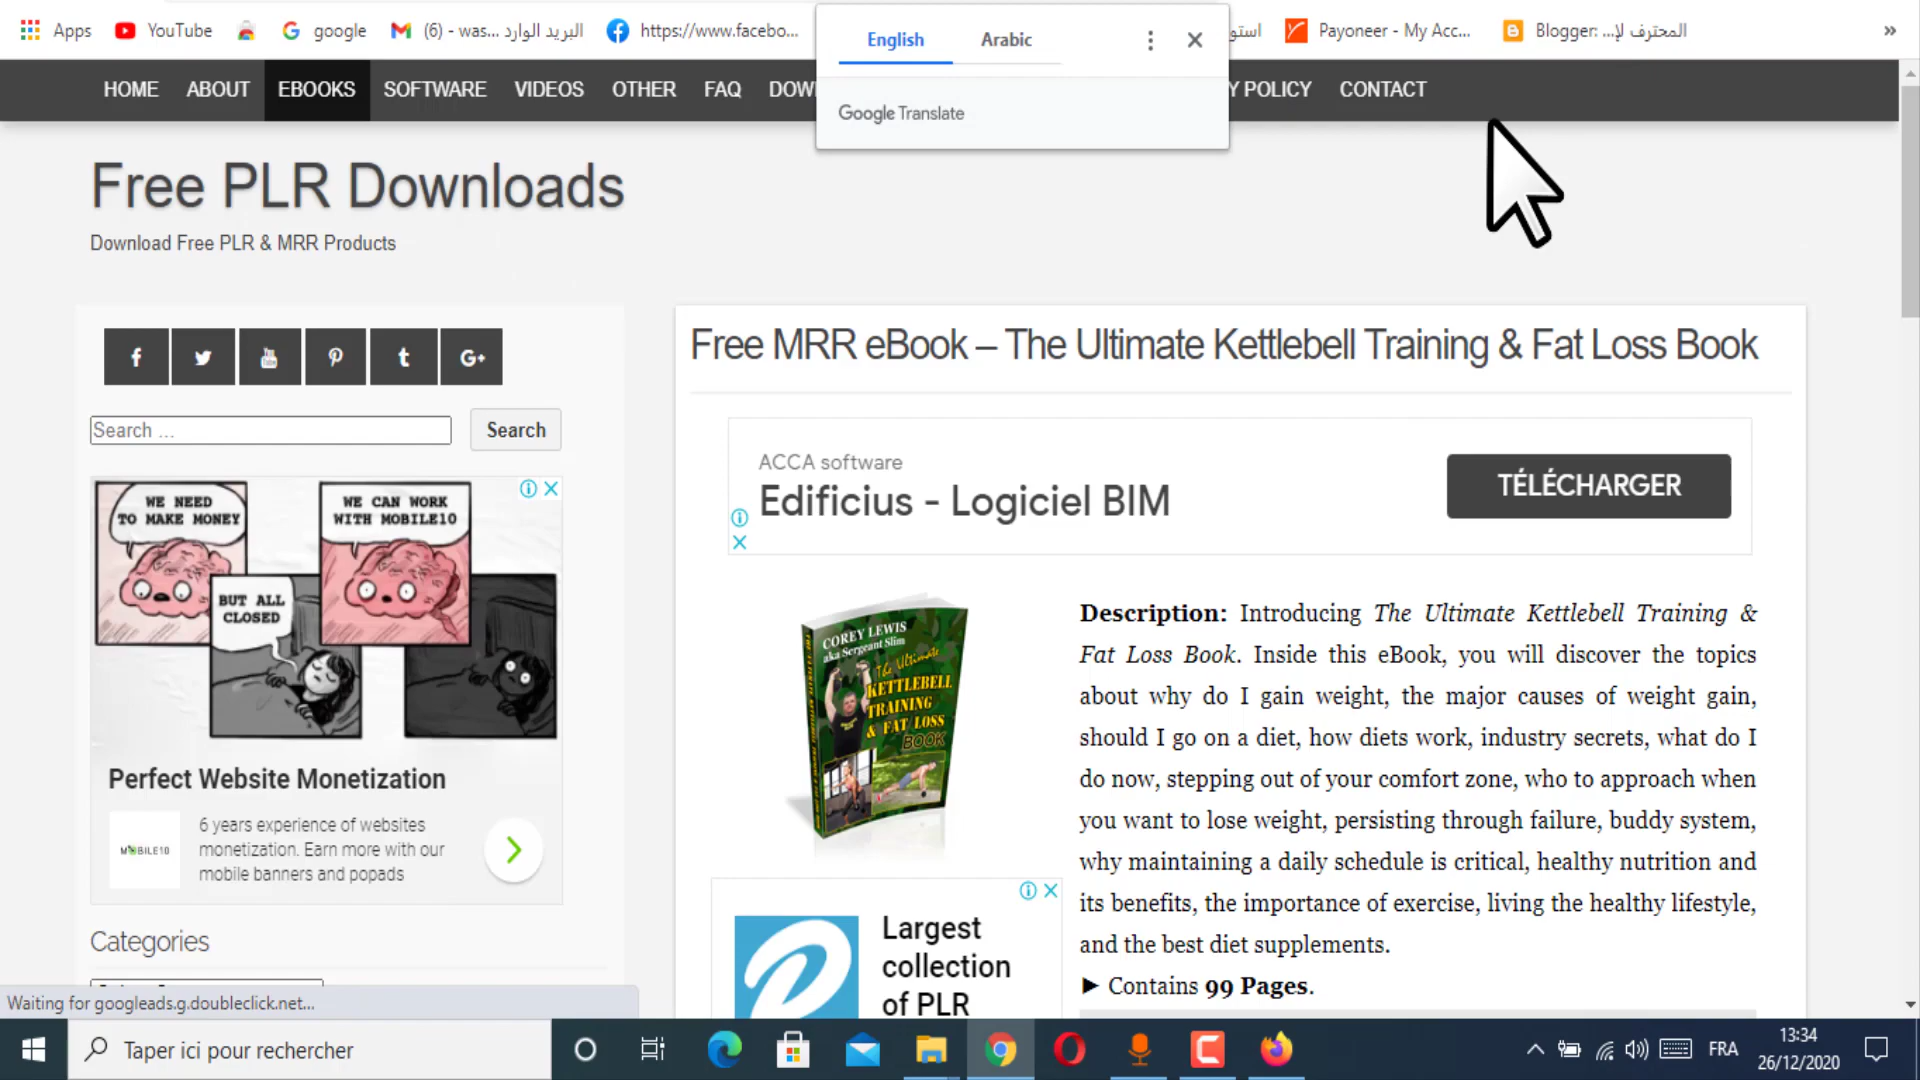 Apps
YouTube
google
(6) - was... البريد الوارد
https://www.facebo...
Payoneer - My Acc...
Blogger: ...المحترف لإ
»
English
Arabic
Google Translate
HOME
ABOUT
EBOOKS
SOFTWARE
VIDEOS
OTHER
FAQ
Y POLICY
CONTACT
Free PLR Downloads
Download Free PLR & MRR Products
Search ...
Search
WE NEED
TO MAKE MONEY
WE CAN WORK
WITH MOBILE10
BUT ALL
CLOSED
Perfect Website Monetization
MOBILE10
6 years experience of websites
monetization. Earn more with our
mobile banners and popads
Categories
Waiting for googleads.g.doubleclick.net...
Free MRR eBook – The Ultimate Kettlebell Training & Fat Loss Book
ACCA software
Edificius - Logiciel BIM
TÉLÉCHARGER
COREY LEWIS
aka Sergeant Slim
The Ultimate
KETTLEBELL
TRAINING
& FAT LOSS
BOOK
Description: Introducing The Ultimate Kettlebell Training &
Fat Loss Book. Inside this eBook, you will discover the topics
about why do I gain weight, the major causes of weight gain,
should I go on a diet, how diets work, industry secrets, what do I
do now, stepping out of your comfort zone, who to approach when
you want to lose weight, persisting through failure, buddy system,
why maintaining a daily schedule is critical, healthy nutrition and
its benefits, the importance of exercise, living the healthy lifestyle,
and the best diet supplements.
► Contains 99 Pages.
Largest
collection
of PLR
Taper ici pour rechercher
FRA
13:34
26/12/2020